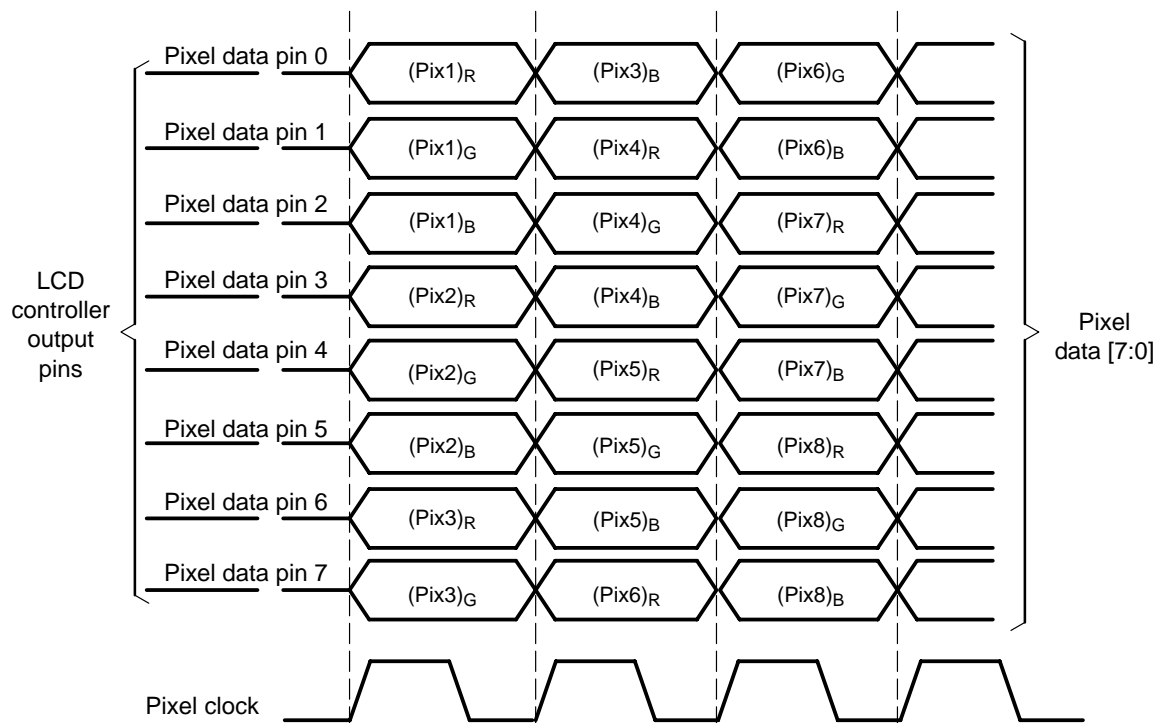 Pixel data pin 0
(Pix1)R
(Pix3)B
(Pix6)G
Pixel data pin 1
(Pix1)G
(Pix4)R
(Pix6)B
Pixel data pin 2
(Pix1)B
(Pix4)G
(Pix7)R
Pixel data pin 3
(Pix2)R
(Pix4)B
(Pix7)G
LCD
controller
output
pins
Pixel
data [7:0]
Pixel data pin 4
(Pix2)G
(Pix5)R
(Pix7)B
Pixel data pin 5
(Pix2)B
(Pix5)G
(Pix8)R
Pixel data pin 6
(Pix3)R
(Pix5)B
(Pix8)G
Pixel data pin 7
(Pix3)G
(Pix6)R
(Pix8)B
Pixel clock